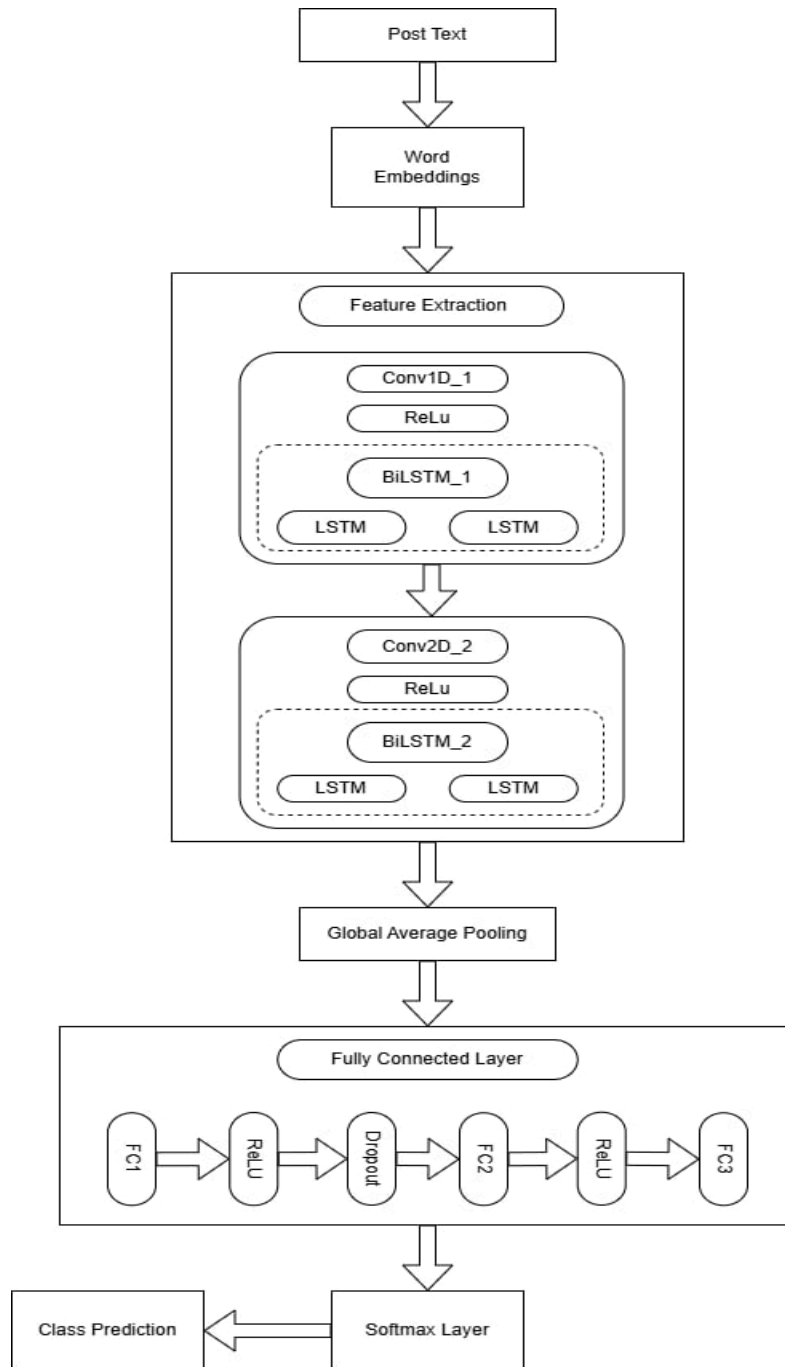 Post Text
Word
Embeddings
Feature Extraction
Conv1D_1
ReLu
BiLSTM_1
LSTM
LSTM
Conv2D_2
ReLu
BiLSTM_2
LSTM
LSTM
Global Average Pooling
Fully Connected Layer
FC1
ReLU
Dropout
FC2
ReLU
FC3
Class Prediction
Softmax Layer